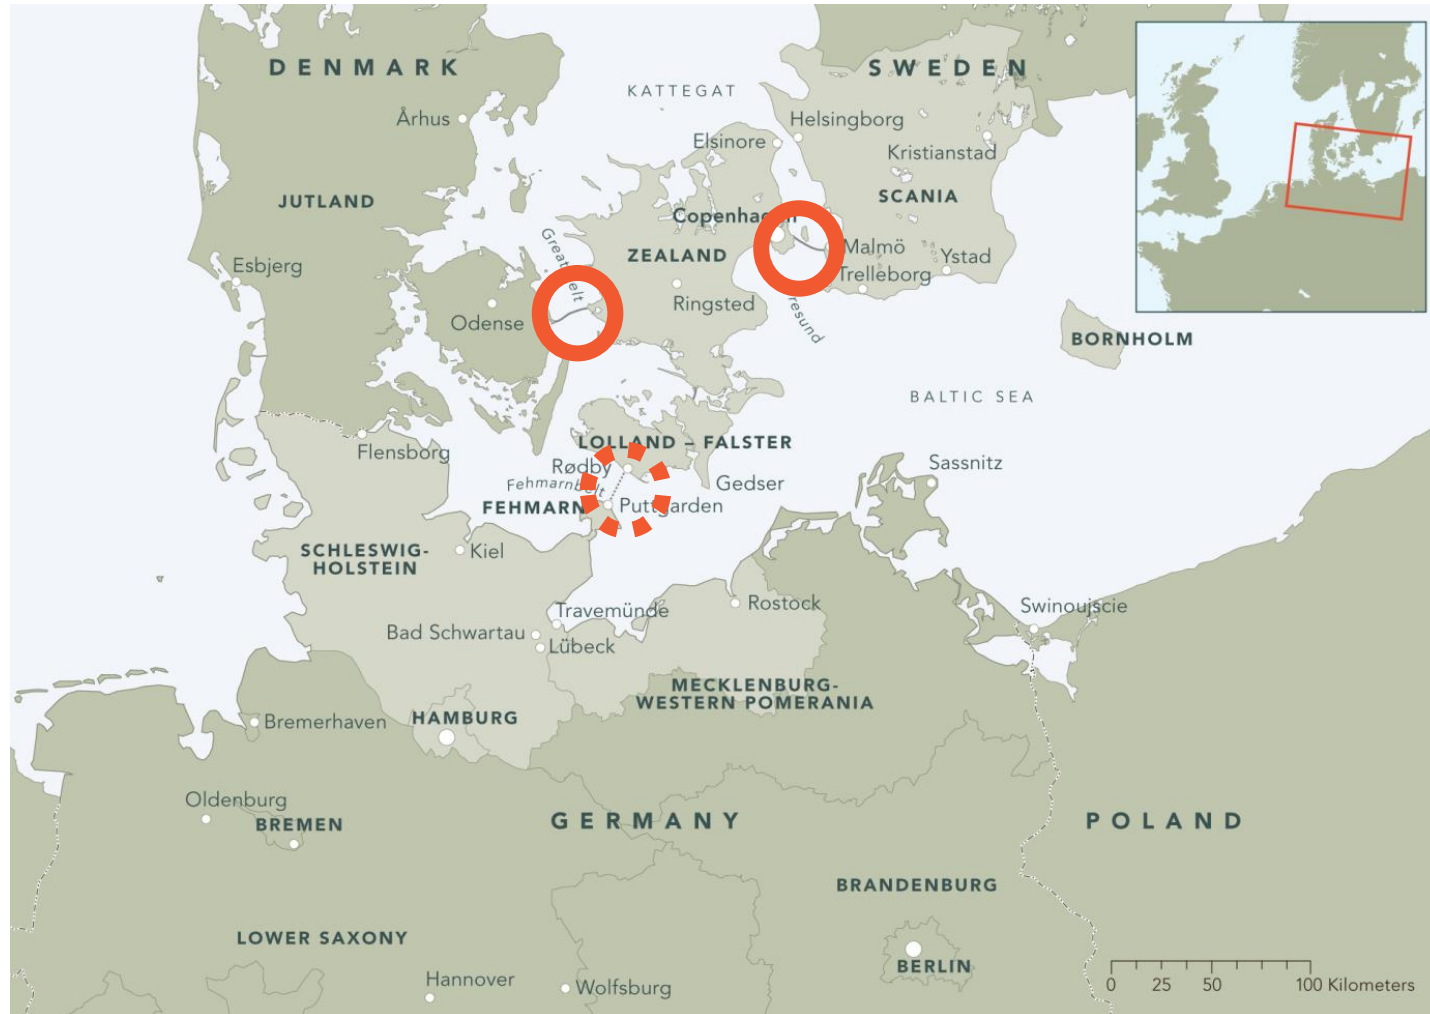 DENMARK
SWEDEN
KATTEGAT
Århus
Helsingborg
Elsinore
Kristianstad
JUTLAND
SCANIA
Copenhagen
Great Belt
ZEALAND
Malmö
Ystad
Esbjerg
Trelleborg
Ringsted
Odense
resund
BORNHOLM
BALTIC SEA
LOLLAND – FALSTER
Flensborg
Rødby
Sassnitz
Fehmarnbelt
Gedser
FEHMARN
Puttgarden
SCHLESWIG-
HOLSTEIN
Kiel
Travemünde
Rostock
Swinoujscie
Bad Schwartau
Lübeck
MECKLENBURG-
WESTERN POMERANIA
Bremerhaven
HAMBURG
Oldenburg
BREMEN
GERMANY
POLAND
BRANDENBURG
LOWER SAXONY
BERLIN
Hannover
Wolfsburg
0 25 50 100 Kilometers